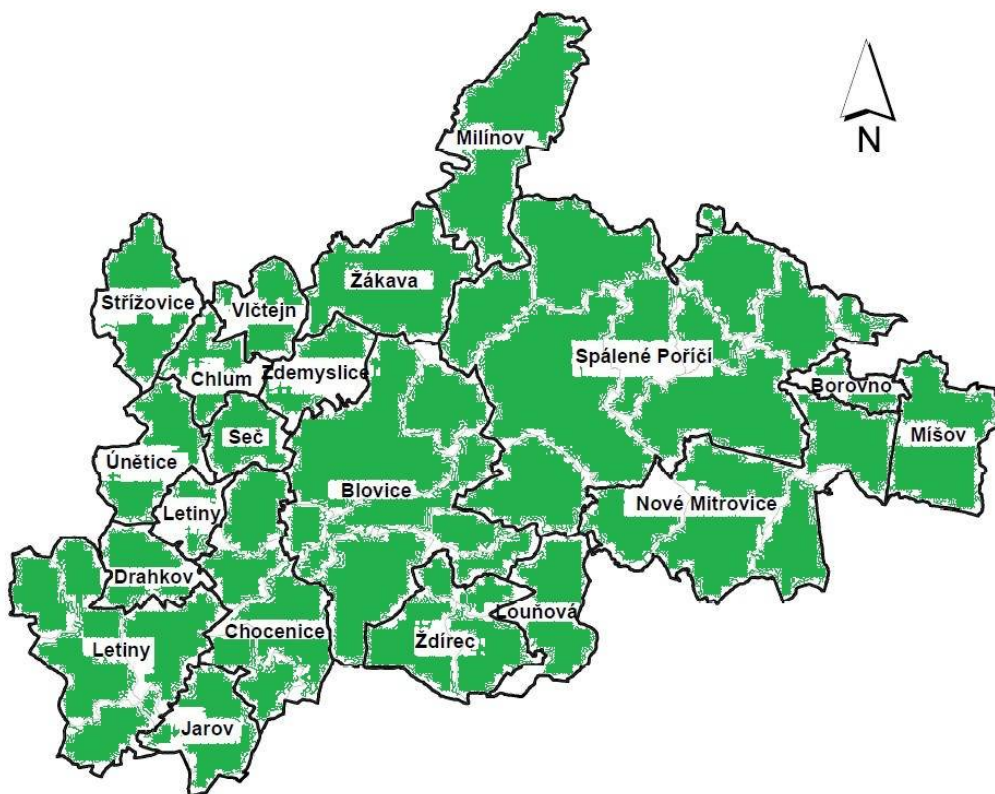 Milínov
N
Žákava
Střížovice
Vlčtejn
Spálené Poříčí
Zdemyslice
Chlum
Borovno
Seč
Míšov
Únětice
Blovice
Letiny
Nové Mitrovice
Drahkov
Louňová
Chocenice
Ždírec
Letiny
Jarov